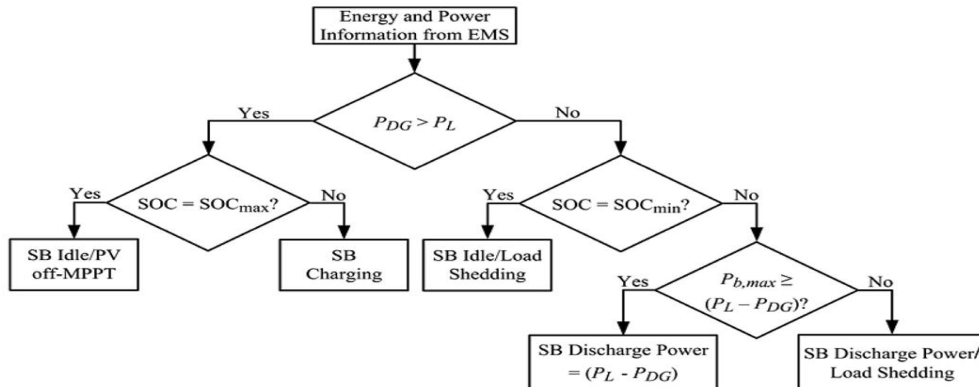 Energy and Power
Information from EMS
Yes
P_DG > P_L
No
Yes
SOC = SOC_max?
No
Yes
SOC = SOC_min?
No
SB Idle/PV
off-MPPT
SB
Charging
SB Idle/Load
Shedding
Yes
P_b,max ≥
(P_L – P_DG)?
No
SB Discharge Power
= (P_L - P_DG)
SB Discharge Power/
Load Shedding